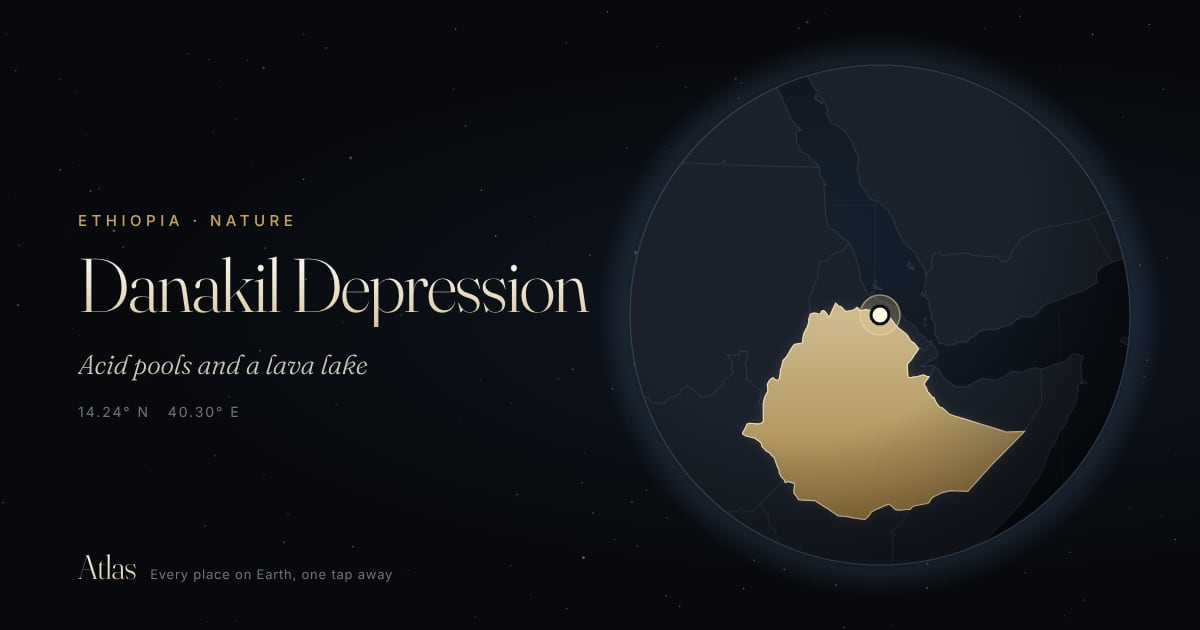 ETHIOPIA · NATURE
Danakil Depression
Acid pools and a lava lake
14.24° N 40.30° E
Atlas Every place on Earth, one tap away